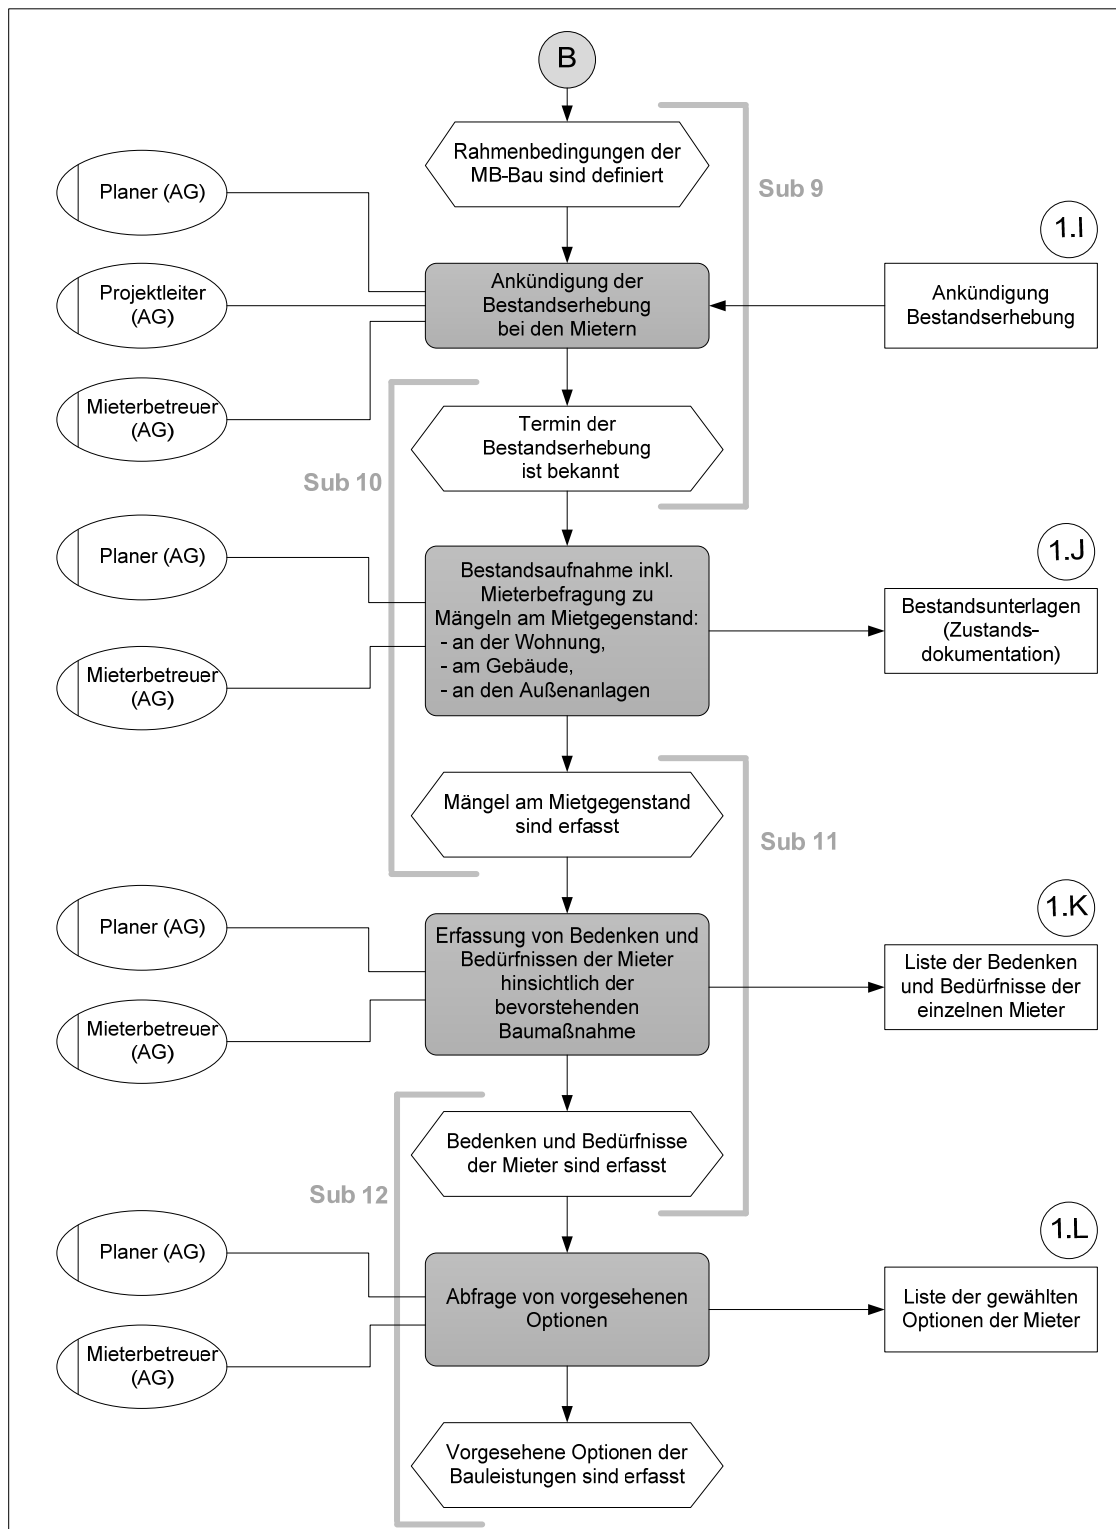 B
Rahmenbedingungen der
MB-Bau sind definiert
Sub 9
Planer (AG)
Projektleiter
(AG)
Mieterbetreuer
(AG)
Ankündigung der
Bestandserhebung
bei den Mietern
1.I
Ankündigung
Bestandserhebung
Termin der
Bestandserhebung
ist bekannt
Sub 10
Planer (AG)
Mieterbetreuer
(AG)
Bestandsaufnahme inkl.
Mieterbefragung zu
Mängeln am Mietgegenstand:
- an der Wohnung,
- am Gebäude,
- an den Außenanlagen
1.J
Bestandsunterlagen
(Zustands-
dokumentation)
Mängel am Mietgegenstand
sind erfasst
Sub 11
Planer (AG)
Mieterbetreuer
(AG)
Erfassung von Bedenken und
Bedürfnissen der Mieter
hinsichtlich der
bevorstehenden
Baumaßnahme
1.K
Liste der Bedenken
und Bedürfnisse der
einzelnen Mieter
Bedenken und Bedürfnisse
der Mieter sind erfasst
Sub 12
Planer (AG)
Mieterbetreuer
(AG)
Abfrage von vorgesehenen
Optionen
1.L
Liste der gewählten
Optionen der Mieter
Vorgesehene Optionen der
Bauleistungen sind erfasst